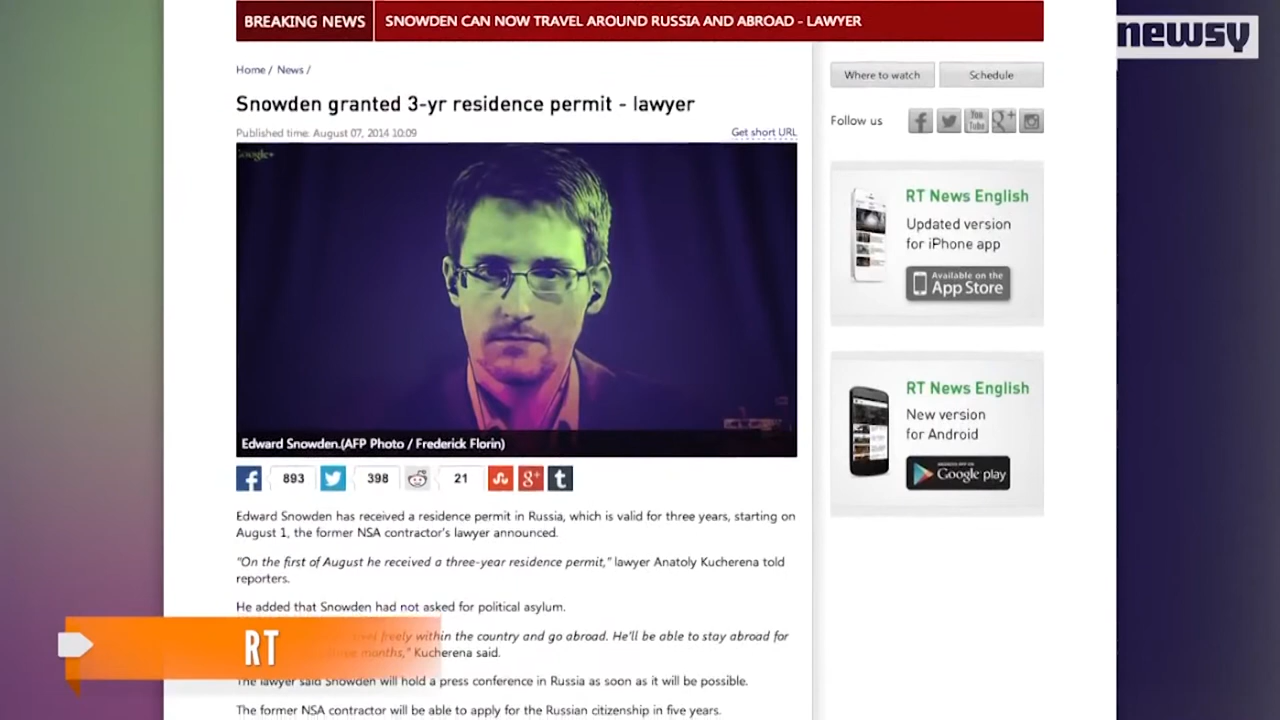 BREAKING NEWS SNOWDEN CAN NOW TRAVEL AROUND RUSSIA AND ABROAD - LAWYER
newsy
Home / News /
Where to watch Schedule
Snowden granted 3-yr residence permit - lawyer
Follow us
You
Tube
g+
Published time: August 07, 2014 10:09 Get short URL
Google+
Edward Snowden.(AFP Photo / Frederick Florin)
893 398 21 g+ t
RT News English
Updated version
for iPhone app
Available on the
App Store
RT News English
New version
for Android
Google play
Edward Snowden has received a residence permit in Russia, which is valid for three years, starting on
August 1, the former NSA contractor's lawyer announced.
"On the first of August he received a three-year residence permit," lawyer Anatoly Kucherena told
reporters.
He added that Snowden had not asked for political asylum.
freely within the country and go abroad. He'll be able to stay abroad for
months," Kucherena said.
RT
The lawyer said Snowden will hold a press conference in Russia as soon as it will be possible.
The former NSA contractor will be able to apply for the Russian citizenship in five years.